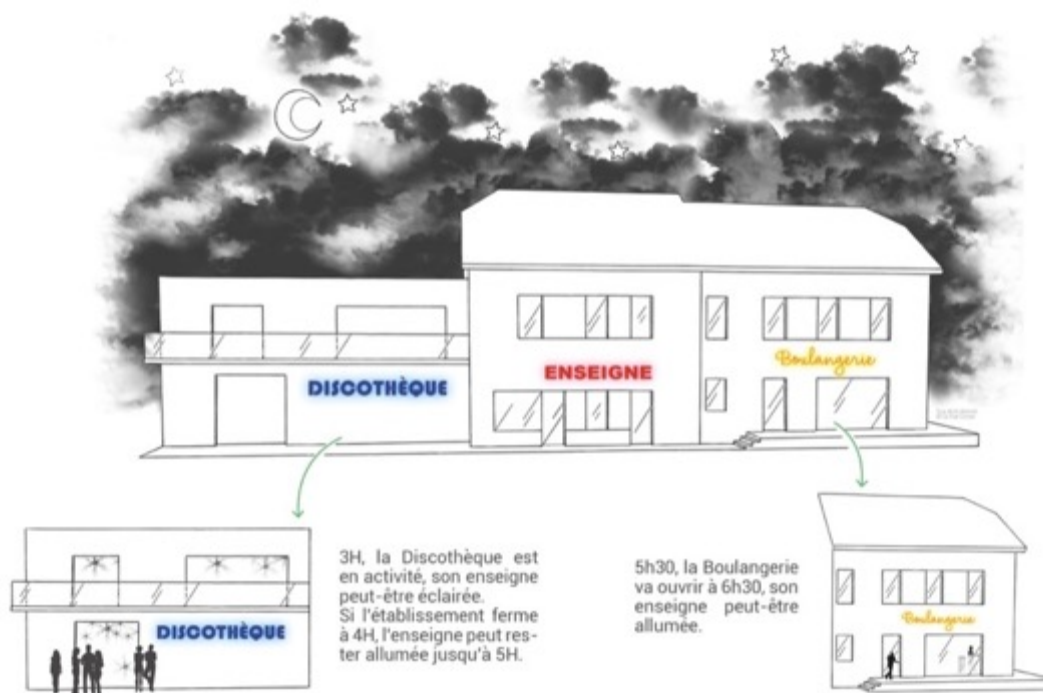 DISCOTHÈQUE
ENSEIGNE
Boulangerie
3H, la Discothèque est
en activité, son enseigne
peut-être éclairée.
Si l'établissement ferme
à 4H, l'enseigne peut res-
ter allumée jusqu'à 5H.
5h30, la Boulangerie
va ouvrir à 6h30, son
enseigne peut-être
allumée.
DISCOTHÈQUE
Boulangerie